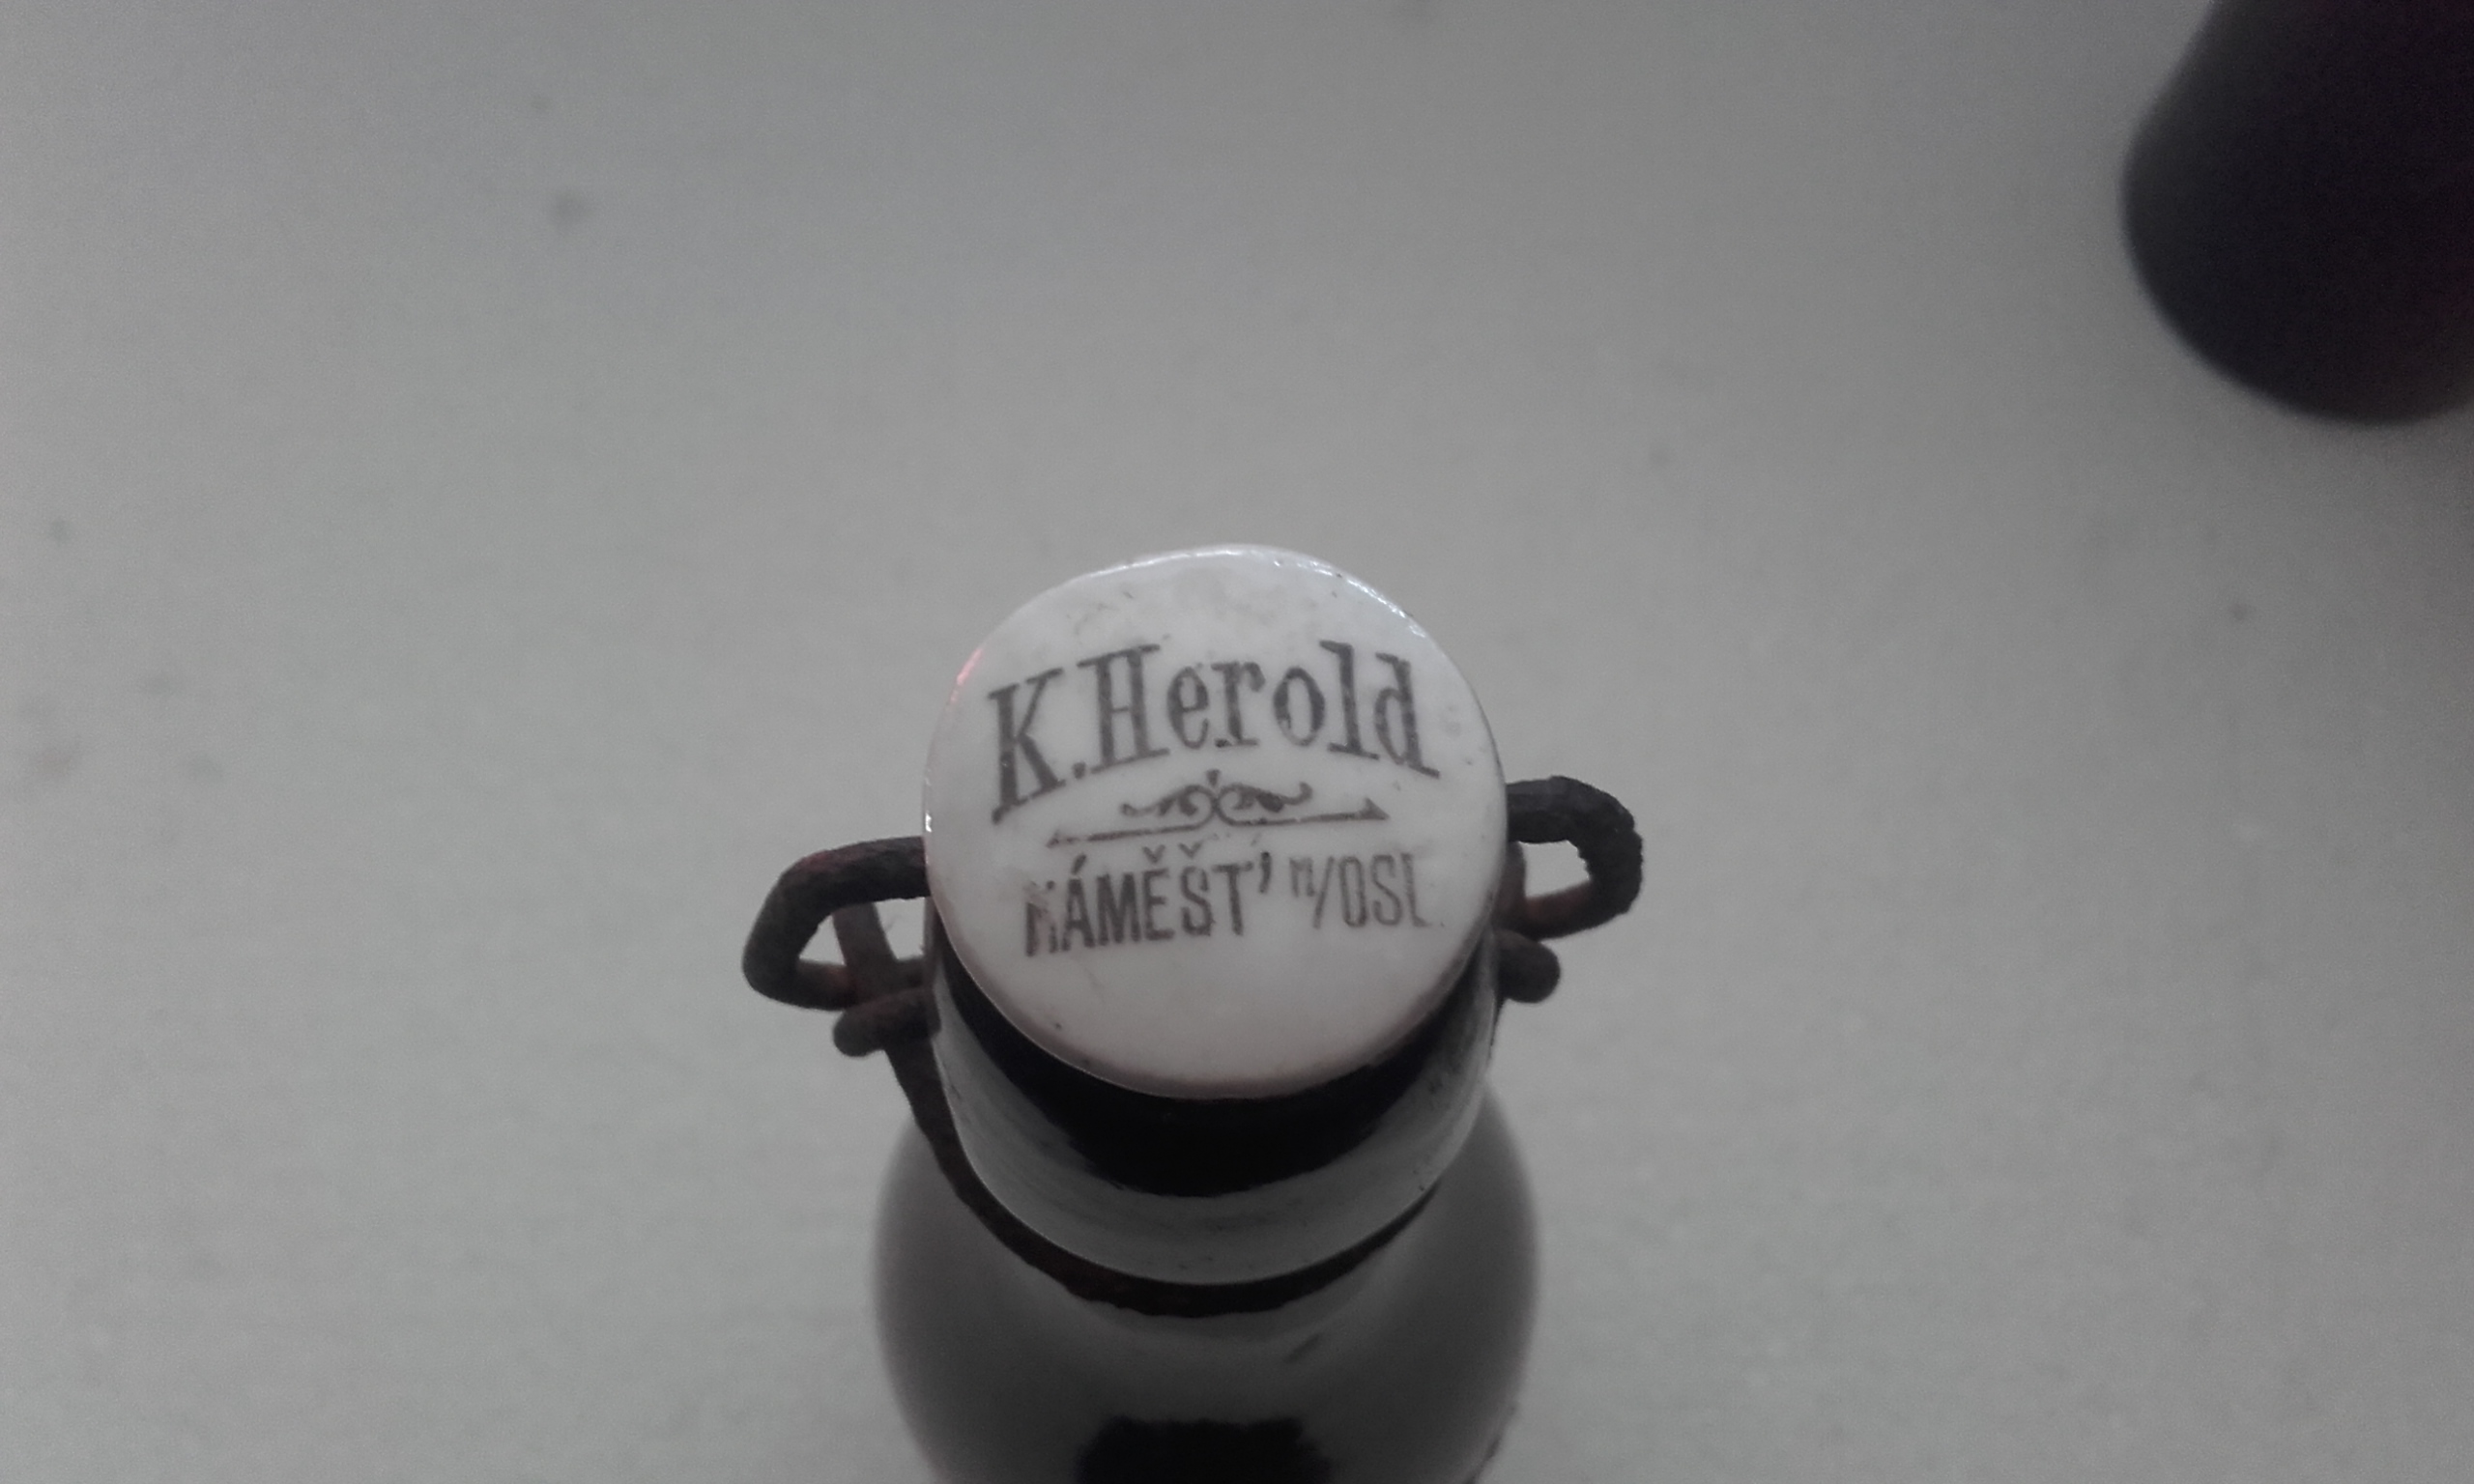 K. Herold
NÁMĚŠŤ n/OSL.